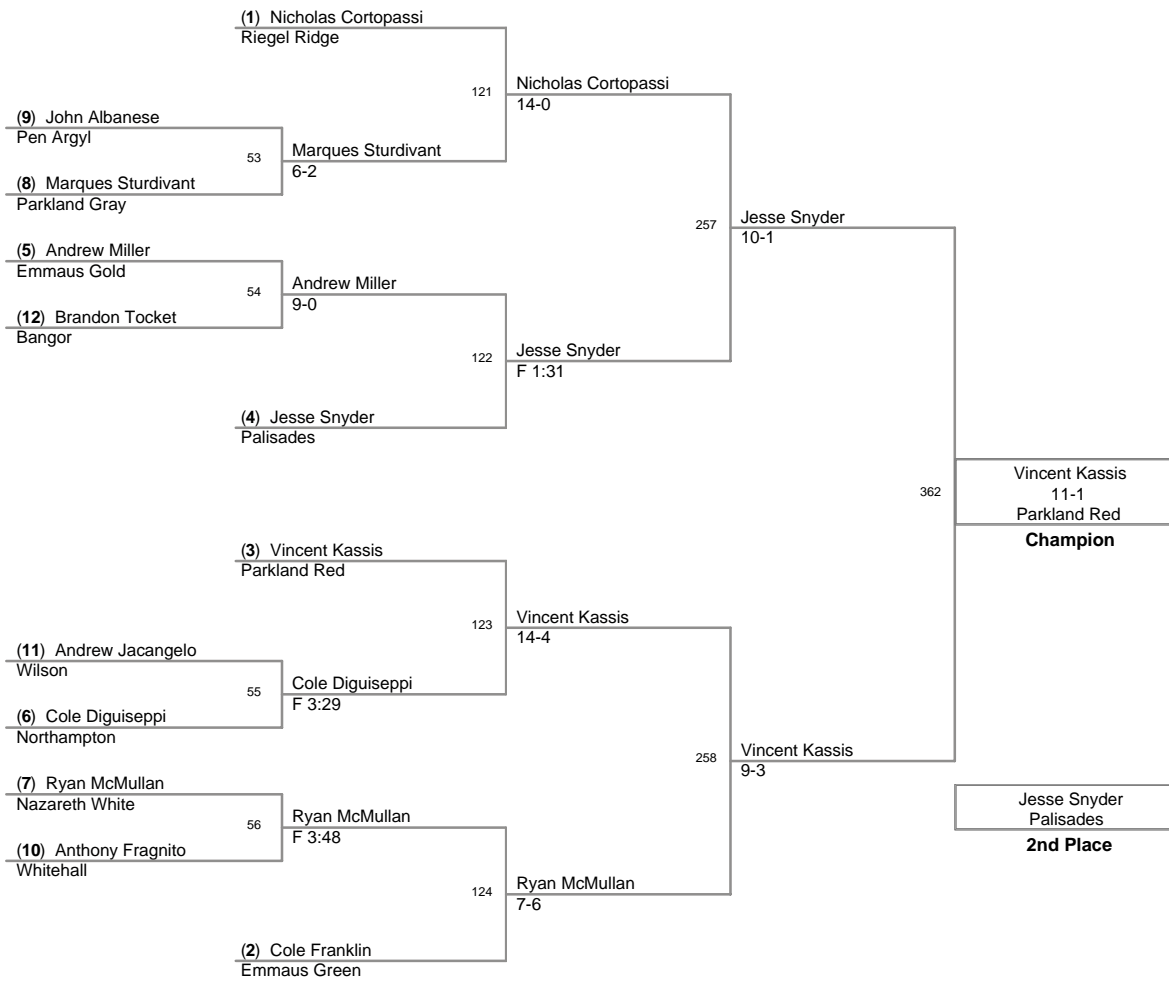 (1) Nicholas Cortopassi
Riegel Ridge
121
Nicholas Cortopassi
14-0
(9) John Albanese
Pen Argyl
53
Marques Sturdivant
6-2
(8) Marques Sturdivant
Parkland Gray
257
Jesse Snyder
10-1
(5) Andrew Miller
Emmaus Gold
54
Andrew Miller
9-0
(12) Brandon Tocket
Bangor
122
Jesse Snyder
F 1:31
(4) Jesse Snyder
Palisades
362
Vincent Kassis
11-1
Parkland Red
Champion
(3) Vincent Kassis
Parkland Red
123
Vincent Kassis
14-4
(11) Andrew Jacangelo
Wilson
55
Cole Diguiseppi
F 3:29
(6) Cole Diguiseppi
Northampton
258
Vincent Kassis
9-3
(7) Ryan McMullan
Nazareth White
56
Ryan McMullan
F 3:48
(10) Anthony Fragnito
Whitehall
124
Ryan McMullan
7-6
(2) Cole Franklin
Emmaus Green
Jesse Snyder
Palisades
2nd Place